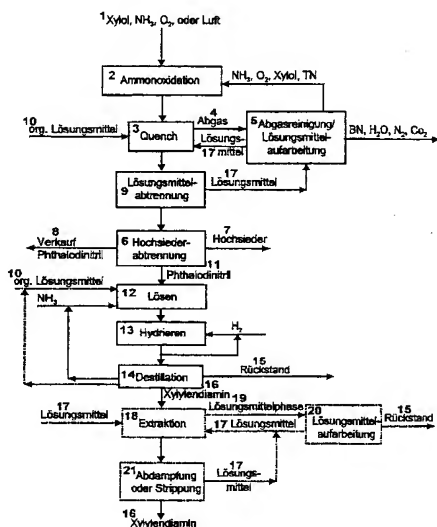 1 Xylol, NH3, O2, oder Luft
2 Ammonoxidation
NH3, O2, Xylol, TN
10
org. Lösungsmittel
3 Quench
4
Abgas
Lösungs-
17 mittel
5 Abgasreinigung/
Lösungsmittel-
aufarbeitung
BN, H2O, N2, Co2
9 Lösungsmittel-
abtrennung
17
Lösungsmittel
8
Verkauf
Phthalodinitril
6 Hochsieder-
abtrennung
7
Hochsieder
11
Phthalodinitril
10
org. Lösungsmittel
NH3
12 Lösen
13 Hydrieren
H2
14 Destillation
15
Rückstand
16
Xylylendiamin
17
Lösungsmittel
18 Extraktion
19
Lösungsmittelphase
17 Lösungsmittel
20
Lösungsmittel-
aufarbeitung
15
Rückstand
21 Abdampfung
oder Strippung
17
Lösungs-
mittel
16
Xylylendiamin